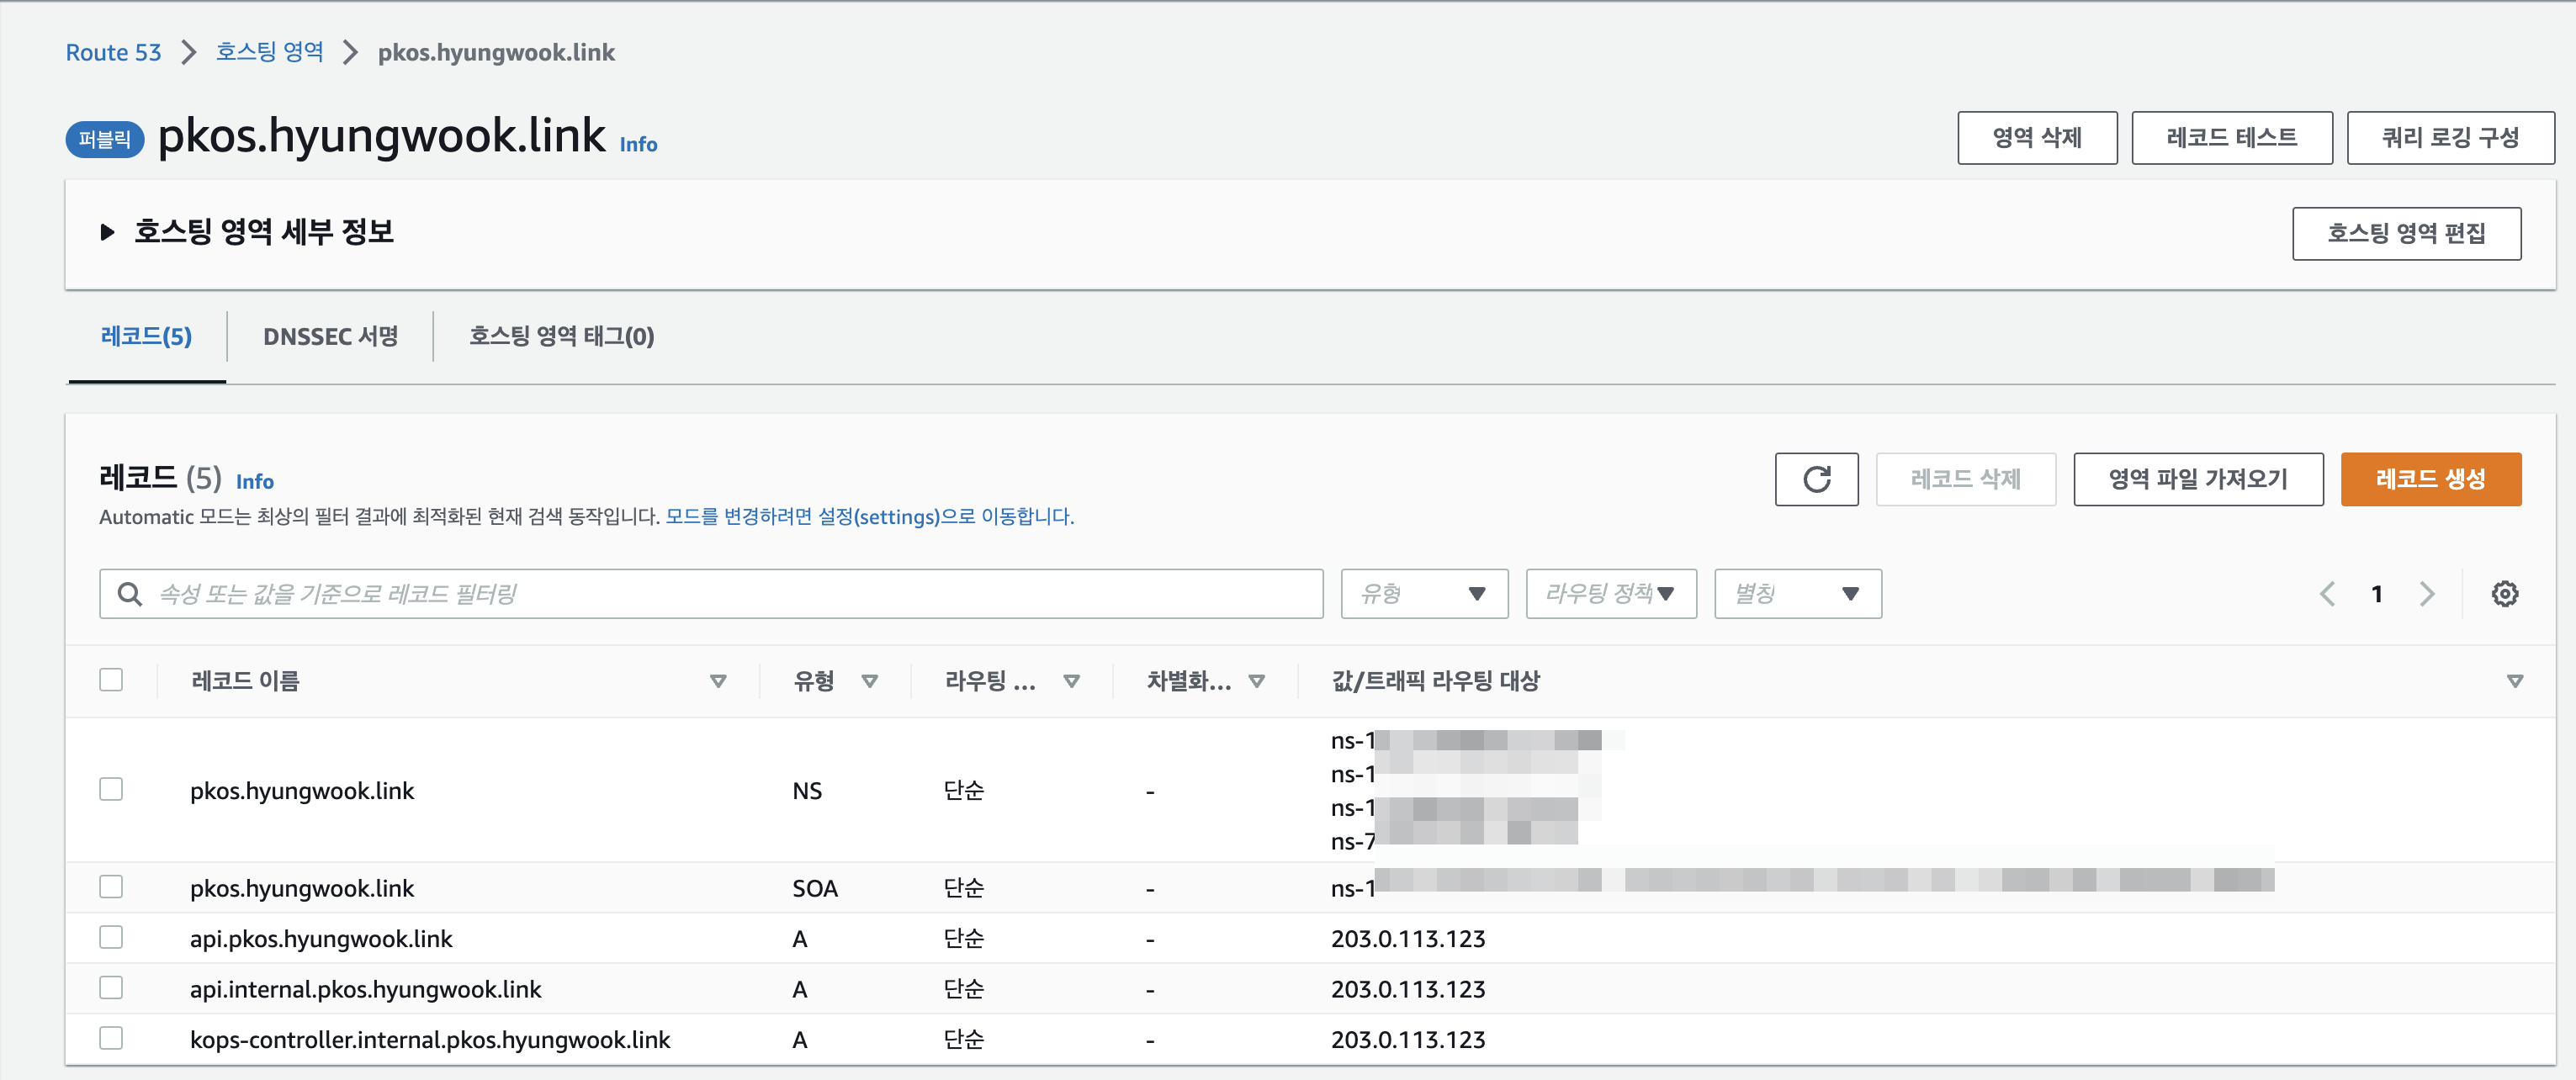 Route 53 > 호스팅 영역 > pkos.hyungwook.link
퍼블릭 pkos.hyungwook.link Info
영역 삭제 레코드 테스트 쿼리 로깅 구성
호스팅 영역 세부 정보 호스팅 영역 편집
레코드(5) DNSSEC 서명 호스팅 영역 태그(0)
레코드 (5) Info
레코드 삭제 영역 파일 가져오기 레코드 생성
Automatic 모드는 최상의 필터 결과에 최적화된 현재 검색 동작입니다. 모드를 변경하려면 설정(settings)으로 이동합니다.
속성 또는 값을 기준으로 레코드 필터링 유형 라우팅 정책 별칭 1
레코드 이름 유형 라우팅 ... 차별화... 값/트래픽 라우팅 대상
pkos.hyungwook.link NS 단순 - ns-1
ns-1
ns-1
ns-7
pkos.hyungwook.link SOA 단순 - ns-1
api.pkos.hyungwook.link A 단순 - 203.0.113.123
api.internal.pkos.hyungwook.link A 단순 - 203.0.113.123
kops-controller.internal.pkos.hyungwook.link A 단순 - 203.0.113.123